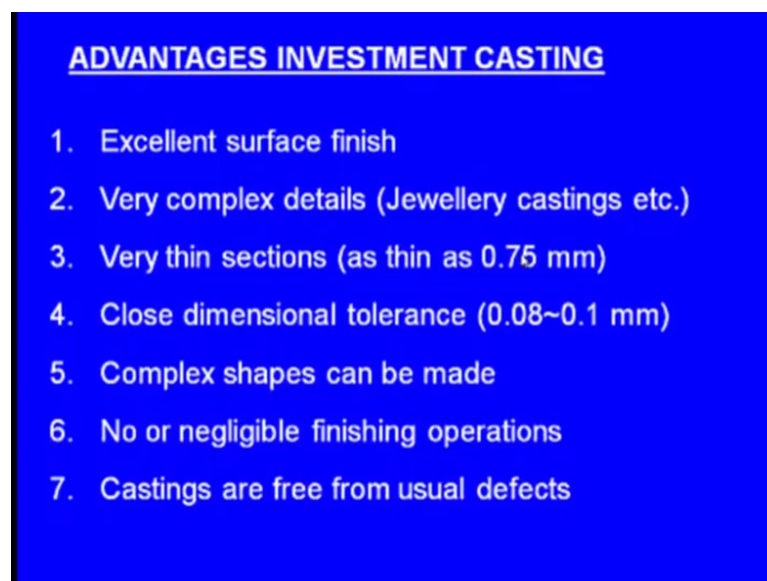 ADVANTAGES INVESTMENT CASTING
1. Excellent surface finish
2. Very complex details (Jewellery castings etc.)
3. Very thin sections (as thin as 0.75 mm)
4. Close dimensional tolerance (0.08~0.1 mm)
5. Complex shapes can be made
6. No or negligible finishing operations
7. Castings are free from usual defects